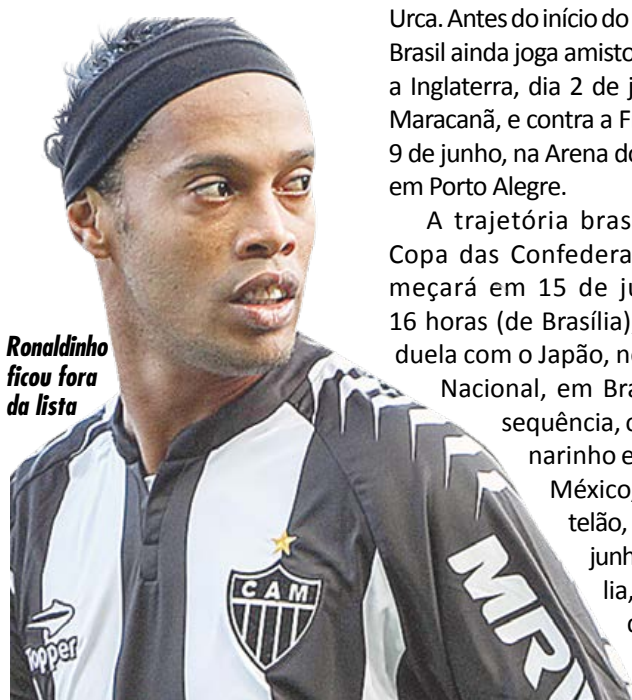 Urca. Antes do início do
Brasil ainda joga amisto
a Inglaterra, dia 2 de j
Maracanã, e contra a F
9 de junho, na Arena do
em Porto Alegre.
A trajetória bras
Copa das Confedera
meçará em 15 de ju
16 horas (de Brasília)
duela com o Japão, no
Nacional, em Bra
sequência, o
narinho e
México,
telão,
junh
lia,
Ronaldinho
ficou fora
da lista
CAM
Topper
MRV